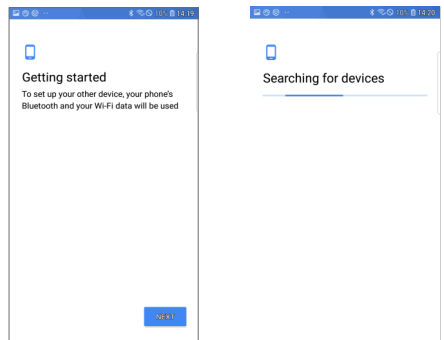 10% 14:19
Getting started
To set up your other device, your phone's
Bluetooth and your Wi-Fi data will be used
NEXT
10% 14:20
Searching for devices